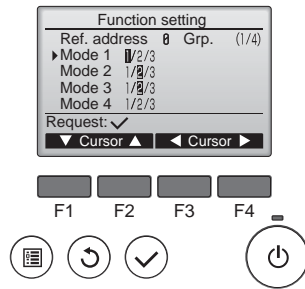 Function setting
Ref. address 0 Grp. (1/4)
Mode 1 1/2/3
Mode 2 1/2/3
Mode 3 1/2/3
Mode 4 1/2/3
Request: ✓
▼ Cursor ▲ ◀ Cursor ▶
F1 F2 F3 F4